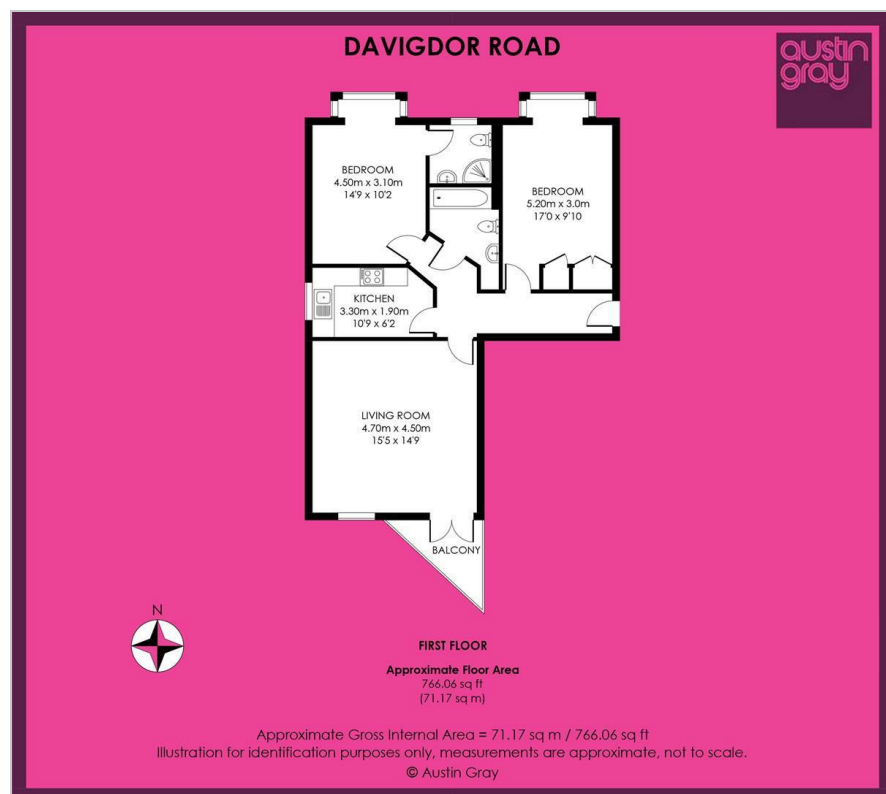 DAVIGDOR ROAD
austin
gray
BEDROOM
4.50m x 3.10m
14'9 x 10'2
BEDROOM
5.20m x 3.0m
17'0 x 9'10
KITCHEN
3.30m x 1.90m
10'9 x 6'2
LIVING ROOM
4.70m x 4.50m
15'5 x 14'9
BALCONY
N
FIRST FLOOR
Approximate Floor Area
766.06 sq ft
(71.17 sq m)
Approximate Gross Internal Area = 71.17 sq m / 766.06 sq ft
Illustration for identification purposes only, measurements are approximate, not to scale.
© Austin Gray